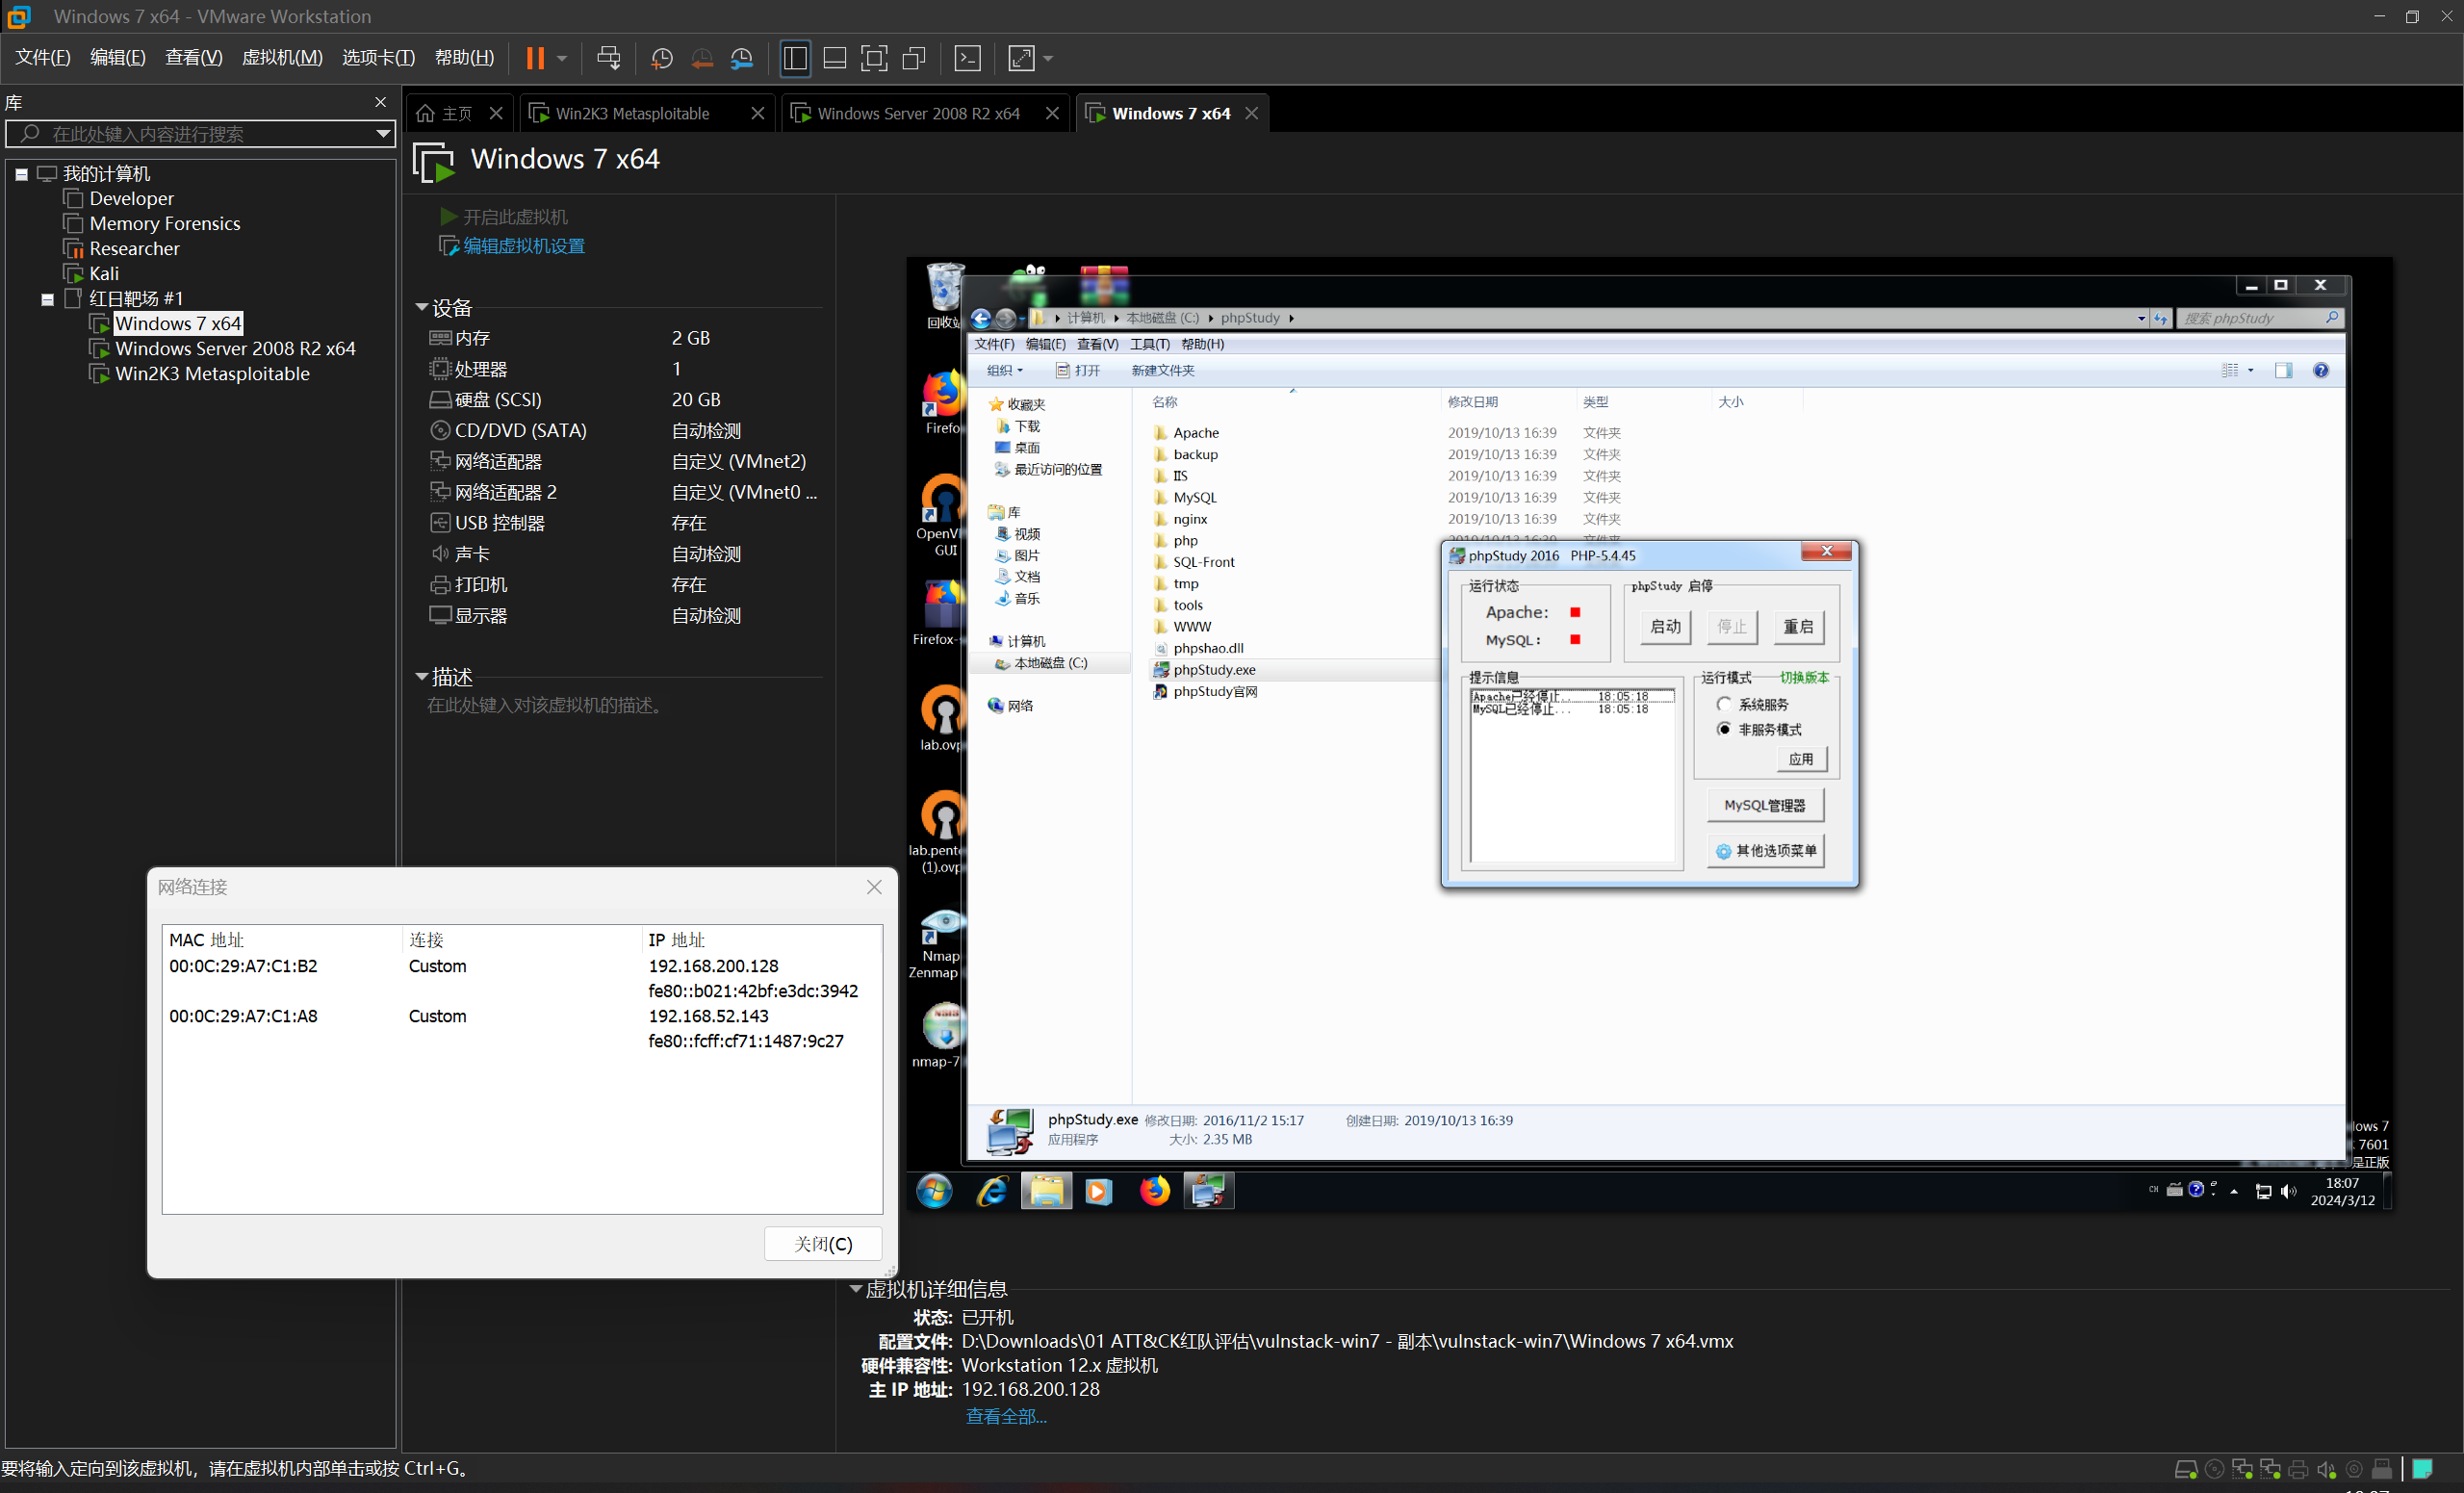 Windows 7 x64 - VMware Workstation
文件(F) 编辑(E) 查看(V) 虚拟机(M) 选项卡(T) 帮助(H)
库
在此处键入内容进行搜索
我的计算机
Developer
Memory Forensics
Researcher
Kali
红日靶场 #1
Windows 7 x64
Windows Server 2008 R2 x64
Win2K3 Metasploitable
主页 Win2K3 Metasploitable Windows Server 2008 R2 x64 Windows 7 x64
Windows 7 x64
开启此虚拟机
编辑虚拟机设置
设备
内存 2 GB
处理器 1
硬盘 (SCSI) 20 GB
CD/DVD (SATA) 自动检测
网络适配器 自定义 (VMnet2)
网络适配器 2 自定义 (VMnet0 ...
USB 控制器 存在
声卡 自动检测
打印机 存在
显示器 自动检测
描述
在此处键入对该虚拟机的描述。
网络连接
MAC 地址 连接 IP 地址
00:0C:29:A7:C1:B2 Custom 192.168.200.128
fe80::b021:42bf:e3dc:3942
00:0C:29:A7:C1:A8 Custom 192.168.52.143
fe80::fcff:cf71:1487:9c27
关闭(C)
回收站
Firefo
OpenV
GUI
Firefox-
lab.ovp
lab.pent
(1).ovp
Nmap
Zenmap
nmap-7
计算机 本地磁盘 (C:) phpStudy
搜索 phpStudy
文件(F) 编辑(E) 查看(V) 工具(T) 帮助(H)
组织 打开 新建文件夹
收藏夹
下载
桌面
最近访问的位置
库
视频
图片
文档
音乐
计算机
本地磁盘 (C:)
网络
名称 修改日期 类型 大小
Apache 2019/10/13 16:39 文件夹
backup 2019/10/13 16:39 文件夹
IIS 2019/10/13 16:39 文件夹
MySQL 2019/10/13 16:39 文件夹
nginx 2019/10/13 16:39 文件夹
php
SQL-Front
tmp
tools
WWW
phpshao.dll
phpStudy.exe
phpStudy官网
phpStudy 2016 PHP-5.4.45
运行状态
Apache:
MySQL:
phpStudy 启停
启动 停止 重启
提示信息
Apache已经停止... 18:05:18
MySQL已经停止... 18:05:18
运行模式 切换版本
系统服务
非服务模式
应用
MySQL管理器
其他选项菜单
phpStudy.exe 修改日期: 2016/11/2 15:17 创建日期: 2019/10/13 16:39
应用程序 大小: 2.35 MB
dows 7
7601
是正版
CH
18:07
2024/3/12
虚拟机详细信息
状态: 已开机
配置文件: D:\Downloads\01 ATT&CK红队评估\vulnstack-win7 - 副本\vulnstack-win7\Windows 7 x64.vmx
硬件兼容性: Workstation 12.x 虚拟机
主 IP 地址: 192.168.200.128
查看全部...
要将输入定向到该虚拟机，请在虚拟机内部单击或按 Ctrl+G。